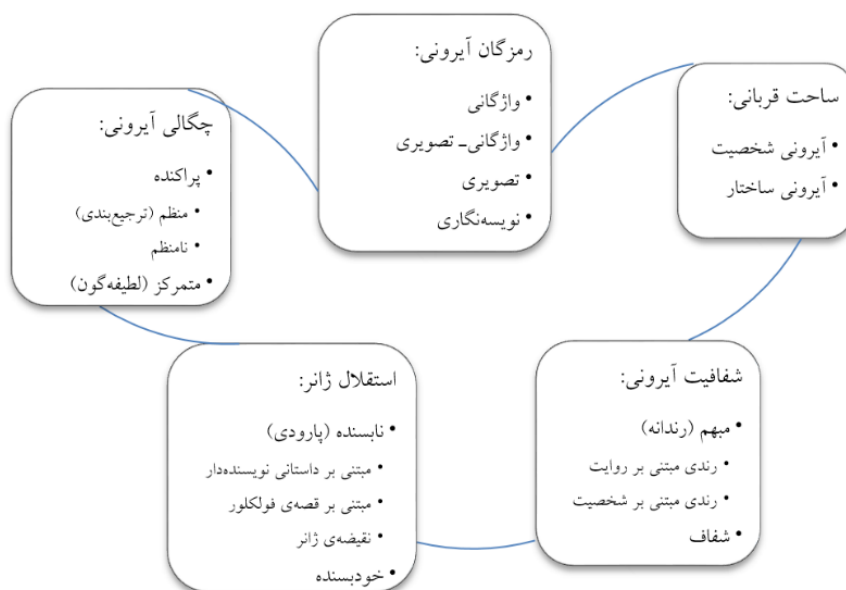 رمزگان آیرونی:
• واژگانی
• واژگانی- تصویری
• تصویری
• نویسه‌نگاری
ساحت قربانی:
• آیرونی شخصیت
• آیرونی ساختار
شفافیت آیرونی:
• مبهم (رندانه)
• رندی مبتنی بر روایت
• رندی مبتنی بر شخصیت
• شفاف
استقلال ژانر:
• نابسنده (پارودی)
• مبتنی بر داستانی نویسنده‌دار
• مبتنی بر قصه‌ی فولکلور
• نقیضه‌ی ژانر
• خودبسنده
چگالی آیرونی:
• پراکنده
• منظم (ترجیع‌بندی)
• نامنظم
• متمرکز (لطیفه‌گون)